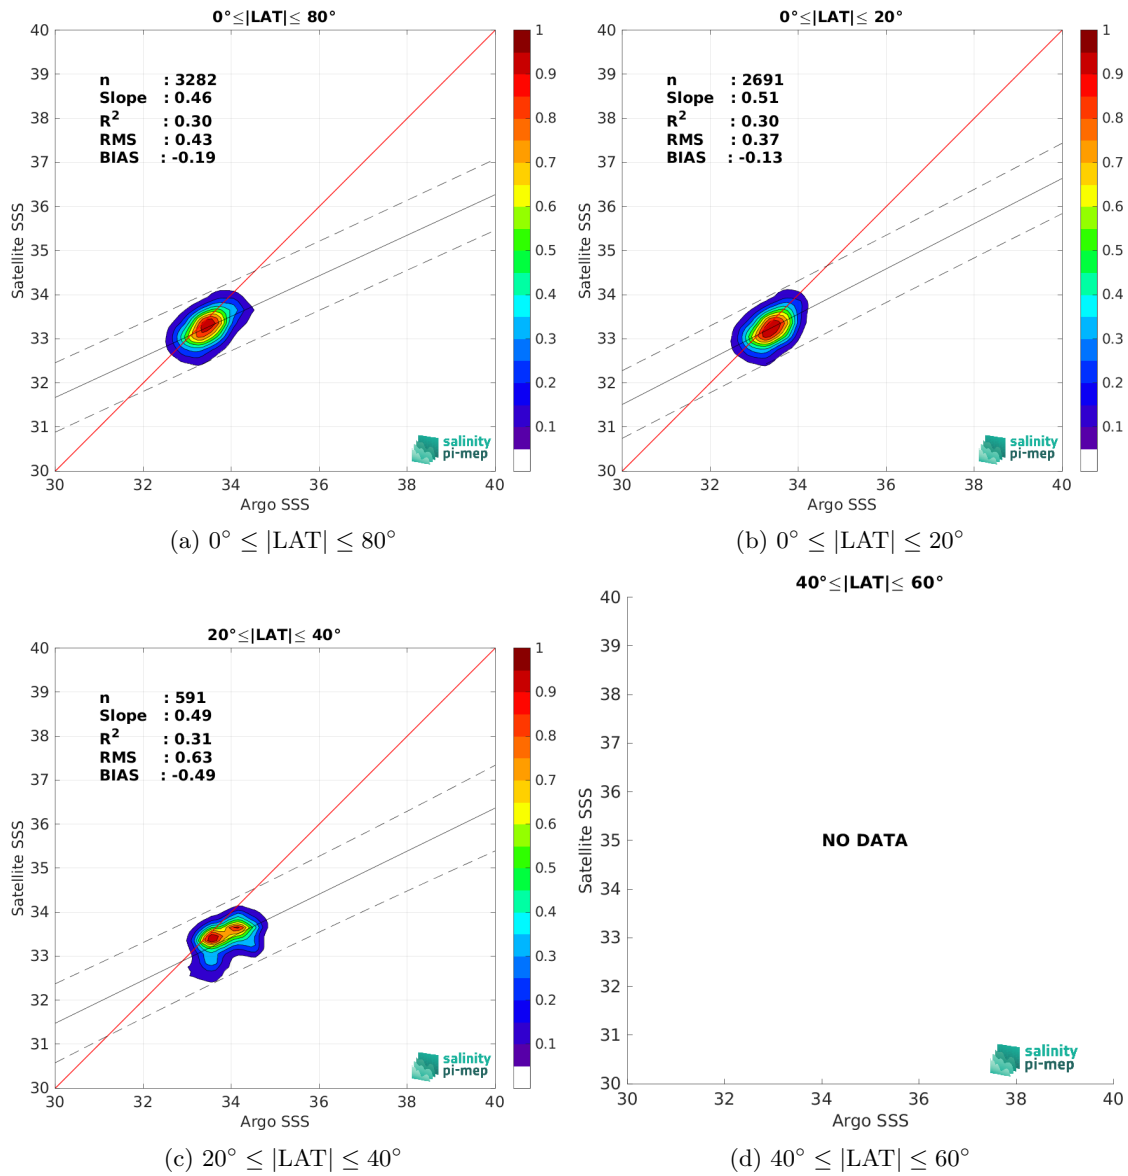 0°≤|LAT|≤ 80°
40
39
38
37
36
35
34
33
32
31
30
Satellite SSS
n : 3282
Slope : 0.46
R2 : 0.30
RMS : 0.43
BIAS : -0.19
salinity
pi-mep
30 32 34 36 38 40
Argo SSS
1
0.9
0.8
0.7
0.6
0.5
0.4
0.3
0.2
0.1
(a) 0° ≤ |LAT| ≤ 80°
0°≤|LAT|≤ 20°
40
39
38
37
36
35
34
33
32
31
30
Satellite SSS
n : 2691
Slope : 0.51
R2 : 0.30
RMS : 0.37
BIAS : -0.13
salinity
pi-mep
30 32 34 36 38 40
Argo SSS
1
0.9
0.8
0.7
0.6
0.5
0.4
0.3
0.2
0.1
(b) 0° ≤ |LAT| ≤ 20°
20°≤|LAT|≤ 40°
40
39
38
37
36
35
34
33
32
31
30
Satellite SSS
n : 591
Slope : 0.49
R2 : 0.31
RMS : 0.63
BIAS : -0.49
salinity
pi-mep
30 32 34 36 38 40
Argo SSS
1
0.9
0.8
0.7
0.6
0.5
0.4
0.3
0.2
0.1
(c) 20° ≤ |LAT| ≤ 40°
40°≤|LAT|≤ 60°
40
39
38
37
36
35
34
33
32
31
30
Satellite SSS
NO DATA
salinity
pi-mep
30 32 34 36 38 40
Argo SSS
(d) 40° ≤ |LAT| ≤ 60°